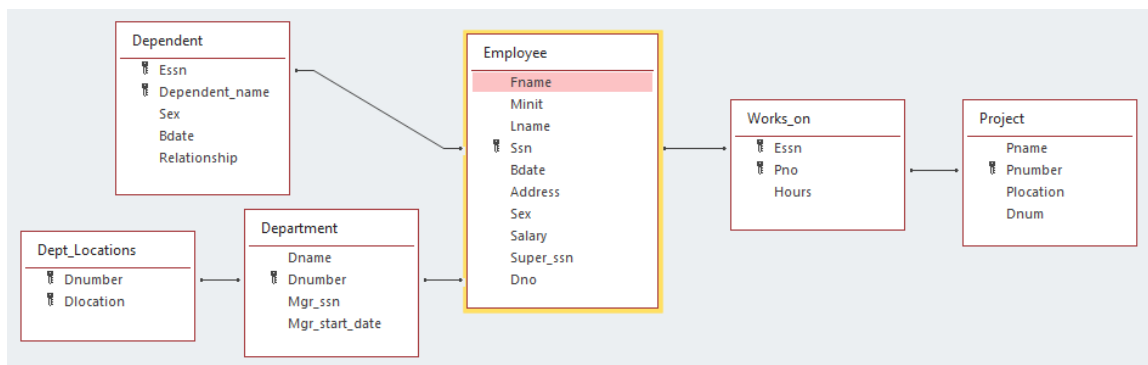 Dependent
Essn
Dependent_name
Sex
Bdate
Relationship
Employee
Fname
Minit
Lname
Ssn
Bdate
Address
Sex
Salary
Super_ssn
Dno
Works_on
Essn
Pno
Hours
Project
Pname
Pnumber
Plocation
Dnum
Dept_Locations
Dnumber
Dlocation
Department
Dname
Dnumber
Mgr_ssn
Mgr_start_date